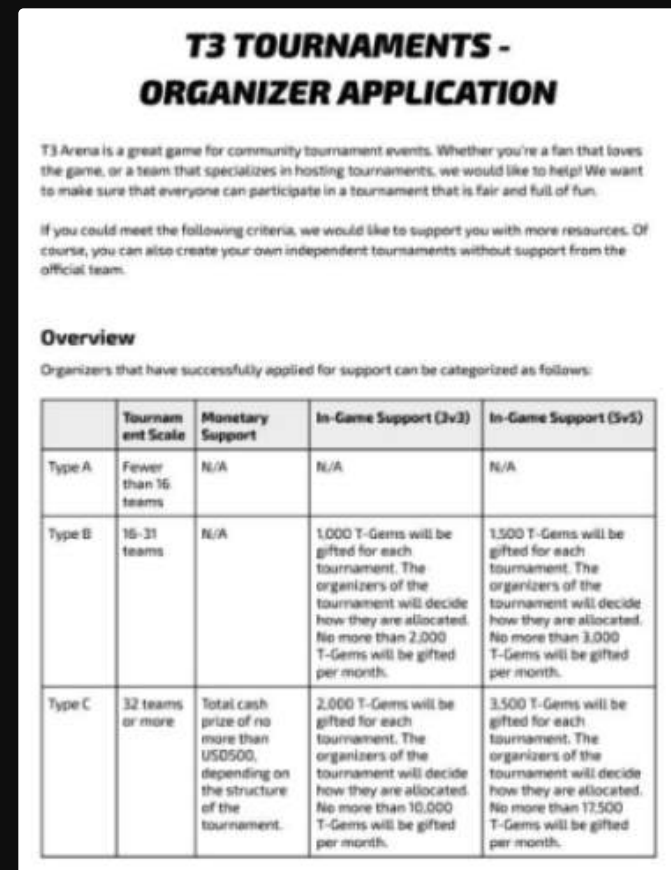 T3 TOURNAMENTS -
ORGANIZER APPLICATION
T3 Arena is a great game for community tournament events. Whether you're a fan that loves
the game, or a team that specializes in hosting tournaments, we would like to help! We want
to make sure that everyone can participate in a tournament that is fair and full of fun.
If you could meet the following criteria, we would like to support you with more resources. Of
course, you can also create your own independent tournaments without support from the
official team.
Overview
Organizers that have successfully applied for support can be categorized as follows:
Tournam
ent Scale
Monetary
Support
In-Game Support (3v3)
In-Game Support (5v5)
Type A
Fewer
than 16
teams
N/A
N/A
N/A
Type B
16-31
teams
N/A
1,000 T-Gems will be
gifted for each
tournament. The
organizers of the
tournament will decide
how they are allocated.
No more than 2,000
T-Gems will be gifted
per month.
1,500 T-Gems will be
gifted for each
tournament. The
organizers of the
tournament will decide
how they are allocated.
No more than 3,000
T-Gems will be gifted
per month.
Type C
32 teams
or more
Total cash
prize of no
more than
USD500,
depending on
the structure
of the
tournament.
2,000 T-Gems will be
gifted for each
tournament. The
organizers of the
tournament will decide
how they are allocated.
No more than 10,000
T-Gems will be gifted
per month.
3,500 T-Gems will be
gifted for each
tournament. The
organizers of the
tournament will decide
how they are allocated.
No more than 17,500
T-Gems will be gifted
per month.